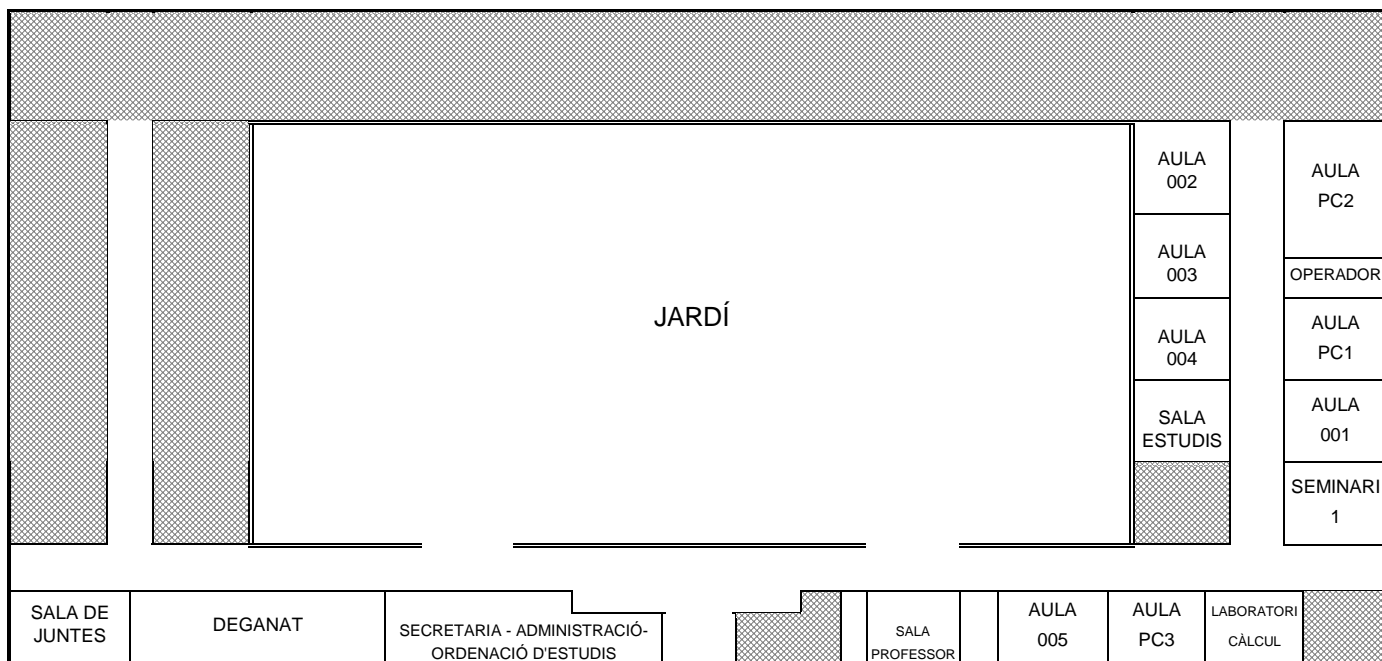 AULA
002
AULA
PC2
AULA
003
OPERADOR
JARDÍ
AULA
004
AULA
PC1
SALA
ESTUDIS
AULA
001
SEMINARI
1
SALA DE
JUNTES
DEGANAT
SECRETARIA - ADMINISTRACIÓ-
ORDENACIÓ D'ESTUDIS
SALA
PROFESSOR
AULA
005
AULA
PC3
LABORATORI
CÀLCUL